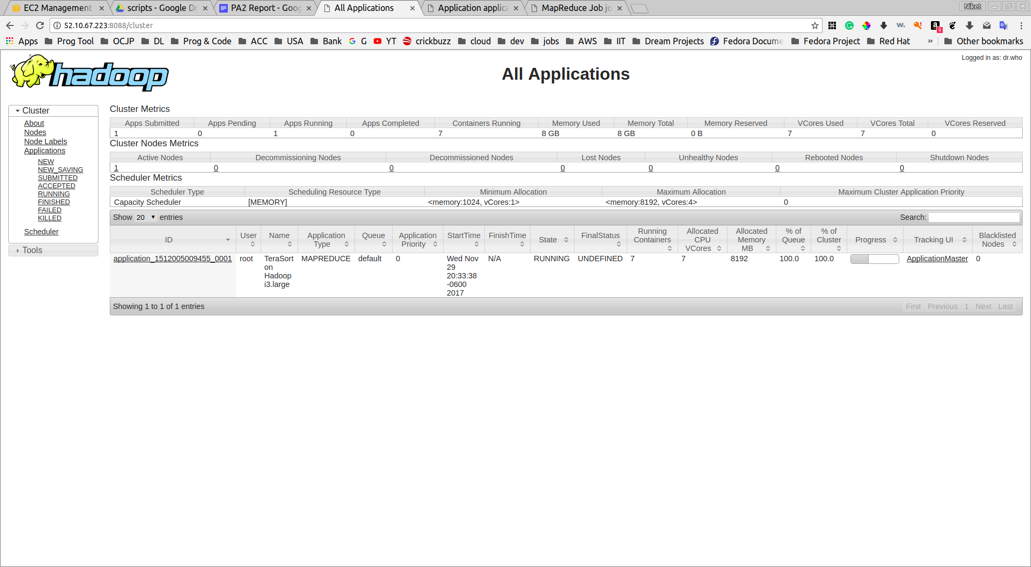 EC2 Management
scripts - Google Dr
PA2 Report - Goog
All Applications
Application applica
MapReduce Job jo
Niket
52.10.67.223:8088/cluster
Apps Prog Tool OCJP DL Prog & Code ACC USA Bank G YT crickbuzz cloud dev jobs AWS IIT Dream Projects Fedora Docume Fedora Project Red Hat » Other bookmarks
Logged in as: dr.who
hadoop
All Applications
Cluster
About
Nodes
Node Labels
Applications
NEW
NEW_SAVING
SUBMITTED
ACCEPTED
RUNNING
FINISHED
FAILED
KILLED
Scheduler
Tools
Cluster Metrics
Apps Submitted Apps Pending Apps Running Apps Completed Containers Running Memory Used Memory Total Memory Reserved VCores Used VCores Total VCores Reserved
1 0 1 0 7 8 GB 8 GB 0 B 7 7 0
Cluster Nodes Metrics
Active Nodes Decommissioning Nodes Decommissioned Nodes Lost Nodes Unhealthy Nodes Rebooted Nodes Shutdown Nodes
1 0 0 0 0 0 0
Scheduler Metrics
Scheduler Type Scheduling Resource Type Minimum Allocation Maximum Allocation Maximum Cluster Application Priority
Capacity Scheduler [MEMORY] <memory:1024, vCores:1> <memory:8192, vCores:4> 0
Show 20 entries Search:
ID User Name Application Type Queue Application Priority StartTime FinishTime State FinalStatus Running Containers Allocated CPU VCores Allocated Memory MB % of Queue % of Cluster Progress Tracking UI Blacklisted Nodes
application_1512005009455_0001 root TeraSort on Hadoop i3.large MAPREDUCE default 0 Wed Nov 29 20:33:38 -0600 2017 N/A RUNNING UNDEFINED 7 7 8192 100.0 100.0 ApplicationMaster 0
Showing 1 to 1 of 1 entries First Previous 1 Next Last